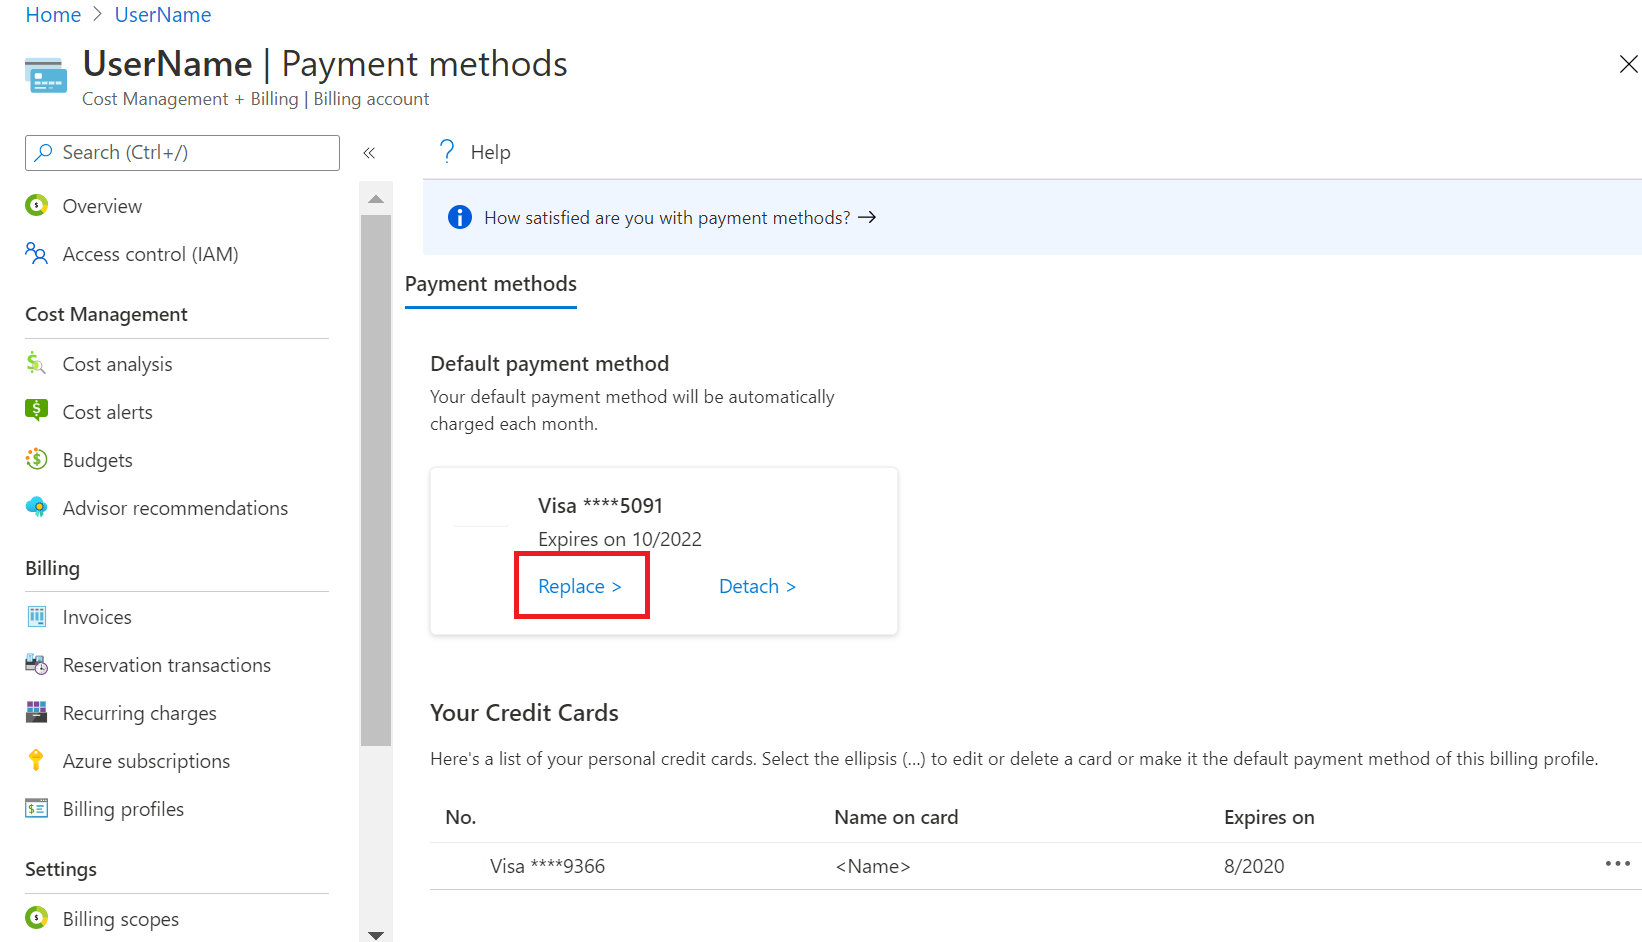 Home > UserName
UserName | Payment methods
Cost Management + Billing | Billing account
Search (Ctrl+/)
«
Overview
Access control (IAM)
Cost Management
Cost analysis
Cost alerts
Budgets
Advisor recommendations
Billing
Invoices
Reservation transactions
Recurring charges
Azure subscriptions
Billing profiles
Settings
Billing scopes
? Help
How satisfied are you with payment methods? →
Payment methods
Default payment method
Your default payment method will be automatically
charged each month.
Visa ****5091
Expires on 10/2022
Replace > Detach >
Your Credit Cards
Here's a list of your personal credit cards. Select the ellipsis (...) to edit or delete a card or make it the default payment method of this billing profile.
No. Name on card Expires on
Visa ****9366 <Name> 8/2020 ...